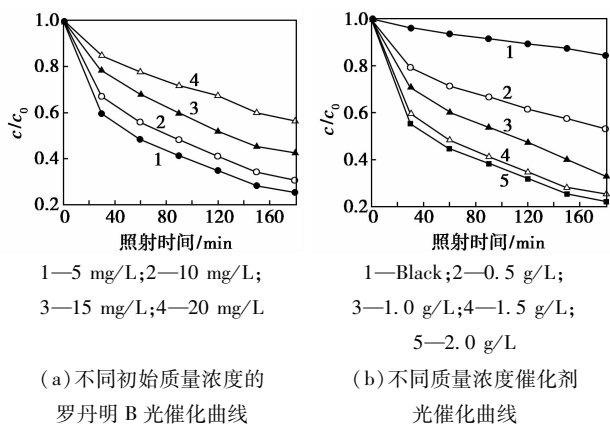 1.0
0.8
0.6
0.4
0.2
c/c₀
0 40 80 120 160
照射时间/min
4
3
2
1
1—5 mg/L;2—10 mg/L;
3—15 mg/L;4—20 mg/L
(a)不同初始质量浓度的
罗丹明 B 光催化曲线
1.0
0.8
0.6
0.4
0.2
c/c₀
0 40 80 120 160
照射时间/min
1
2
3
4
5
1—Black;2—0.5 g/L;
3—1.0 g/L;4—1.5 g/L;
5—2.0 g/L
(b)不同质量浓度催化剂
光催化曲线